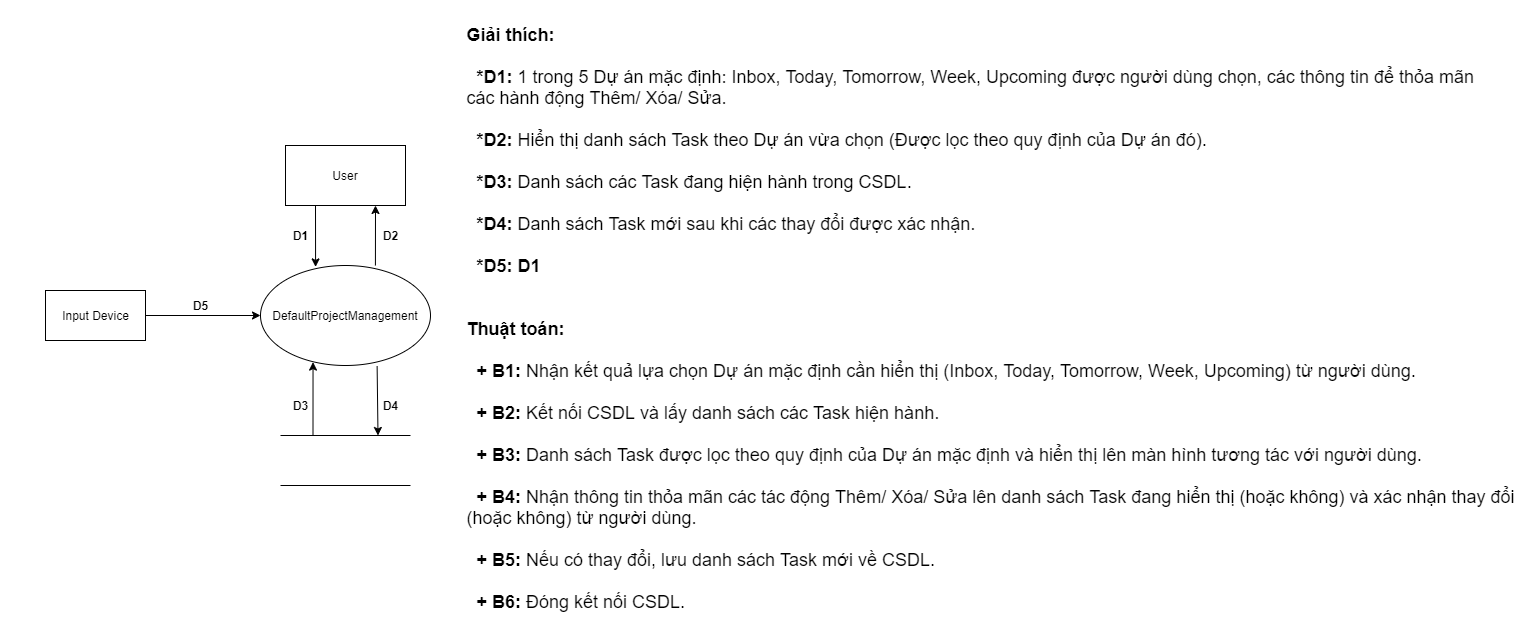 Giải thích:
*D1: 1 trong 5 Dự án mặc định: Inbox, Today, Tomorrow, Week, Upcoming được người dùng chọn, các thông tin để thỏa mãn
các hành động Thêm/ Xóa/ Sửa.
*D2: Hiển thị danh sách Task theo Dự án vừa chọn (Được lọc theo quy định của Dự án đó).
*D3: Danh sách các Task đang hiện hành trong CSDL.
*D4: Danh sách Task mới sau khi các thay đổi được xác nhận.
*D5: D1
User
D1
D2
Input Device
D5
DefaultProjectManagement
D3
D4
Thuật toán:
+ B1: Nhận kết quả lựa chọn Dự án mặc định cần hiển thị (Inbox, Today, Tomorrow, Week, Upcoming) từ người dùng.
+ B2: Kết nối CSDL và lấy danh sách các Task hiện hành.
+ B3: Danh sách Task được lọc theo quy định của Dự án mặc định và hiển thị lên màn hình tương tác với người dùng.
+ B4: Nhận thông tin thỏa mãn các tác động Thêm/ Xóa/ Sửa lên danh sách Task đang hiển thị (hoặc không) và xác nhận thay đổi
(hoặc không) từ người dùng.
+ B5: Nếu có thay đổi, lưu danh sách Task mới về CSDL.
+ B6: Đóng kết nối CSDL.